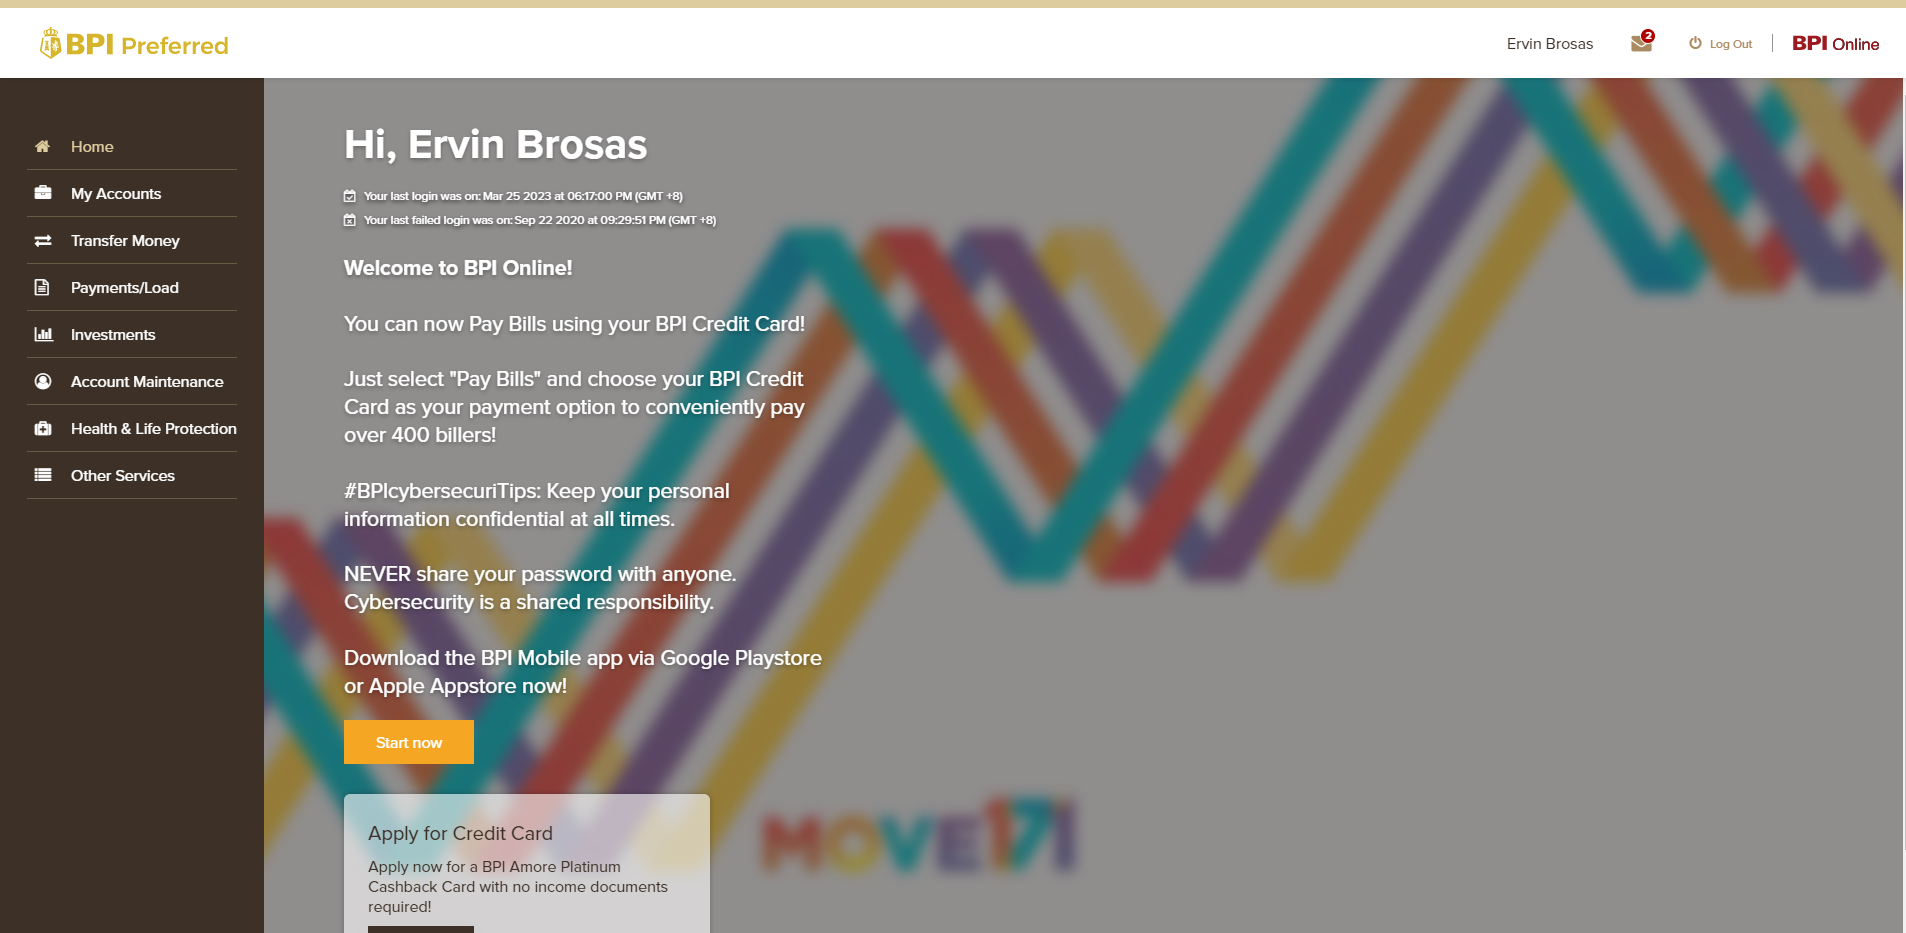 BPI Preferred
Ervin Brosas
2
Log Out
BPI Online
Home
My Accounts
Transfer Money
Payments/Load
Investments
Account Maintenance
Health & Life Protection
Other Services
Hi, Ervin Brosas
Your last login was on: Mar 25 2023 at 06:17:00 PM (GMT +8)
Your last failed login was on: Sep 22 2020 at 09:29:51 PM (GMT +8)
Welcome to BPI Online!
You can now Pay Bills using your BPI Credit Card!
Just select "Pay Bills" and choose your BPI Credit
Card as your payment option to conveniently pay
over 400 billers!
#BPIcybersecuriTips: Keep your personal
information confidential at all times.
NEVER share your password with anyone.
Cybersecurity is a shared responsibility.
Download the BPI Mobile app via Google Playstore
or Apple Appstore now!
Start now
MOVE171
Apply for Credit Card
Apply now for a BPI Amore Platinum
Cashback Card with no income documents
required!